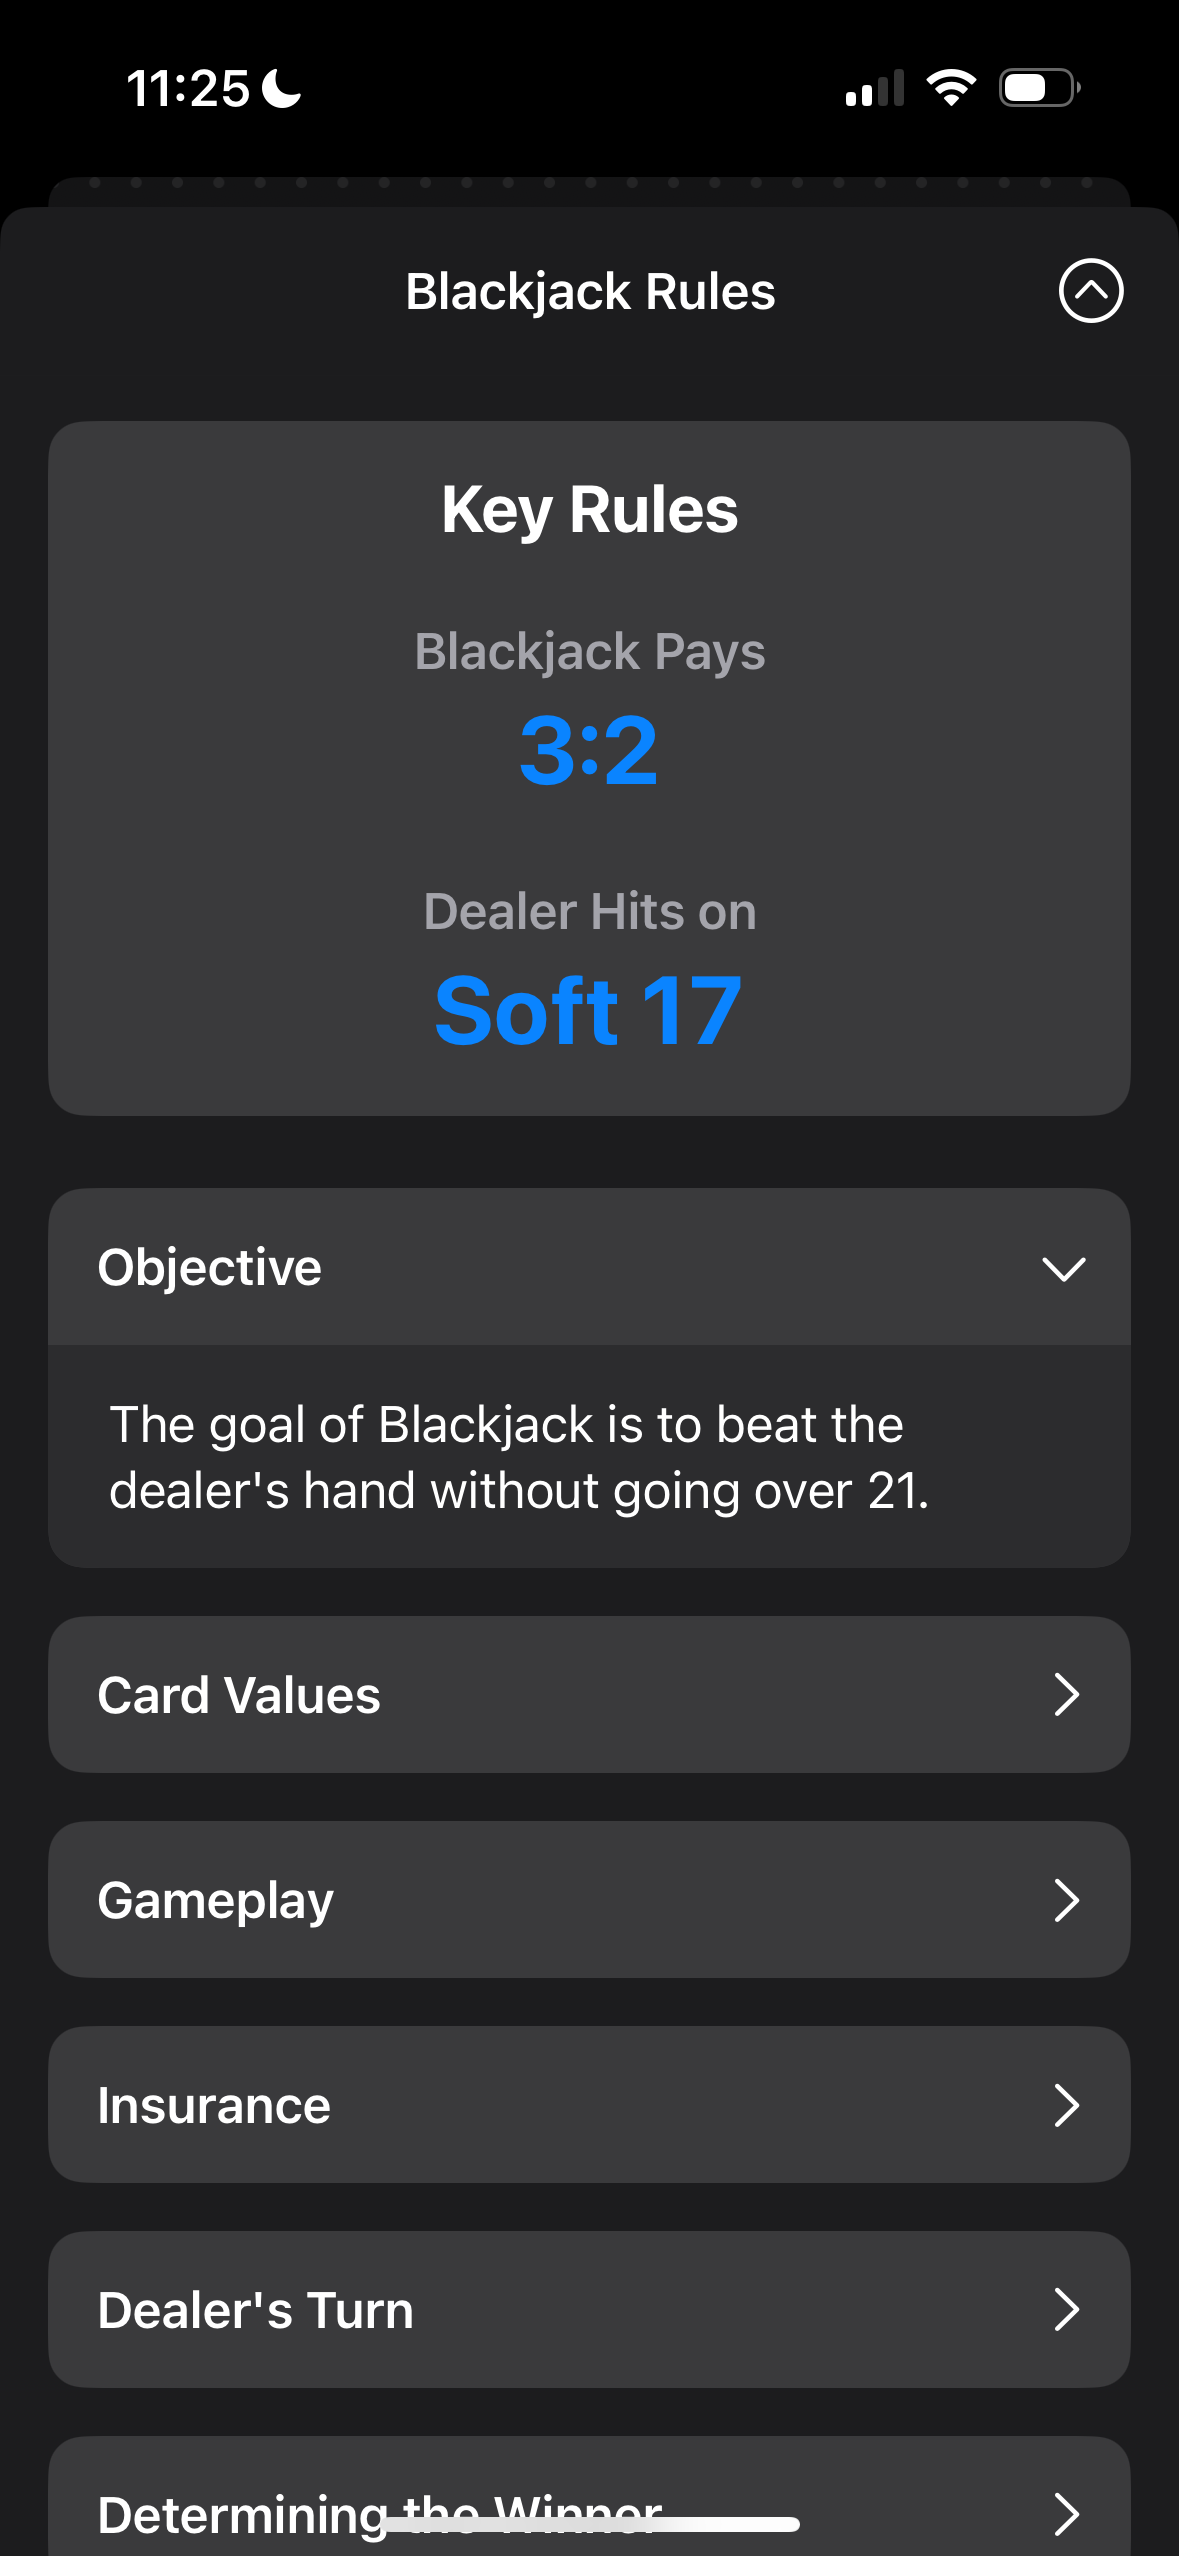 11:25
Blackjack Rules
Key Rules
Blackjack Pays
3:2
Dealer Hits on
Soft 17
Objective
The goal of Blackjack is to beat the
dealer's hand without going over 21.
Card Values
Gameplay
Insurance
Dealer's Turn
Determining the Winner